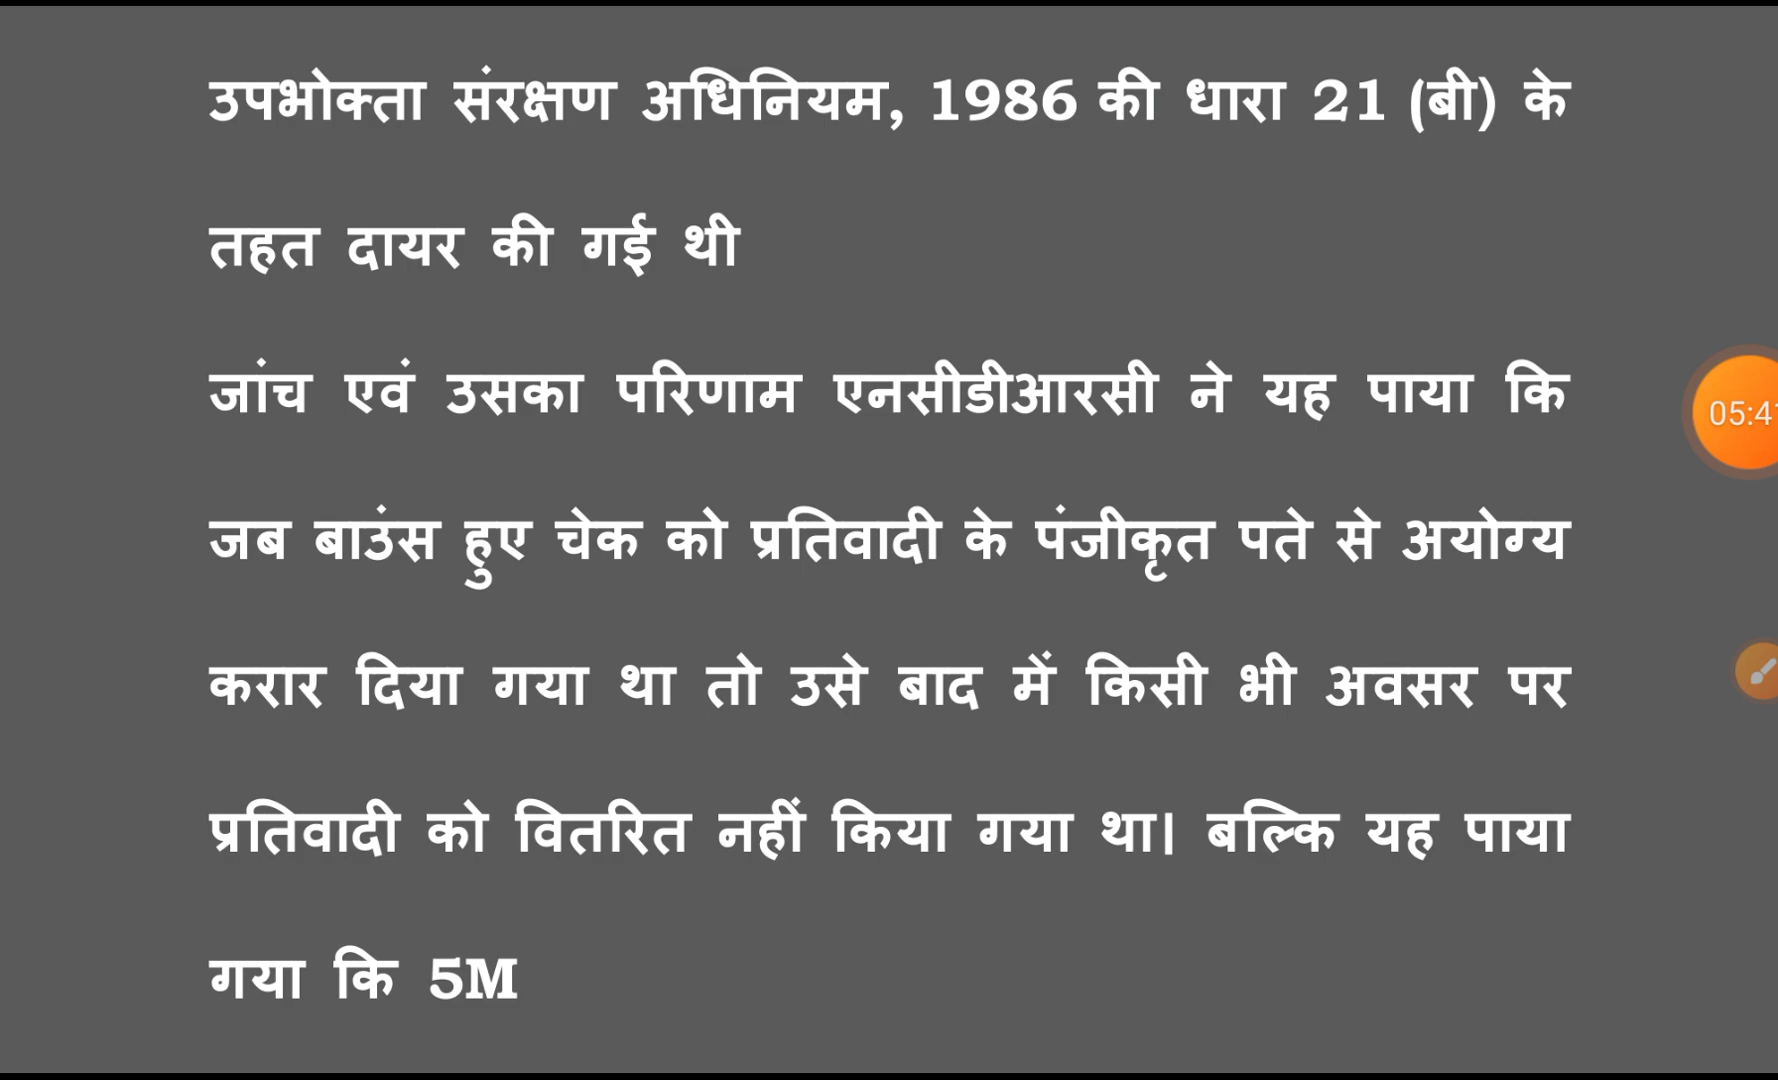 उपभोक्ता संरक्षण अधिनियम, 1986 की धारा 21 (बी) के
तहत दायर की गई थी
जांच एवं उसका परिणाम एनसीडीआरसी ने यह पाया कि
जब बाउंस हुए चेक को प्रतिवादी के पंजीकृत पते से अयोग्य
करार दिया गया था तो उसे बाद में किसी भी अवसर पर
प्रतिवादी को वितरित नहीं किया गया था। बल्कि यह पाया
गया कि 5M